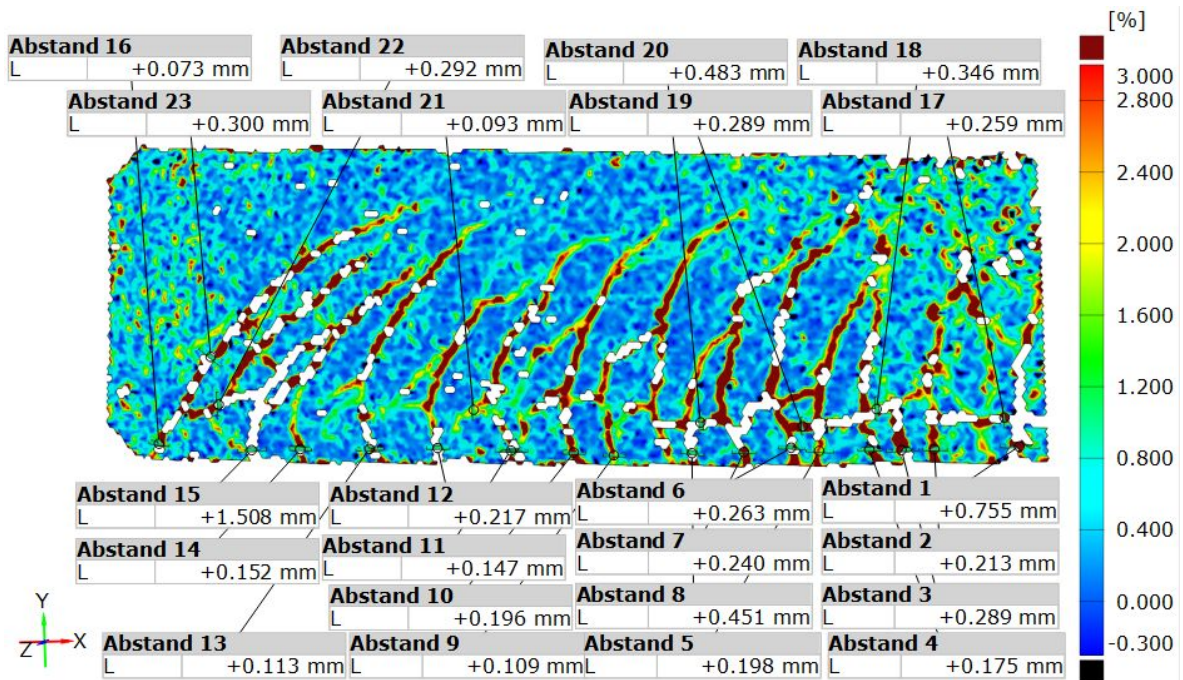 [%]
Abstand 16
L +0.073 mm
Abstand 22
L +0.292 mm
Abstand 20
L +0.483 mm
Abstand 18
L +0.346 mm
Abstand 23
L +0.300 mm
Abstand 21
L +0.093 mm
Abstand 19
L +0.289 mm
Abstand 17
L +0.259 mm
3.000
2.800
2.400
2.000
1.600
1.200
0.800
0.400
0.000
-0.300
Abstand 15
L +1.508 mm
Abstand 12
L +0.217 mm
Abstand 6
L +0.263 mm
Abstand 1
L +0.755 mm
Abstand 14
L +0.152 mm
Abstand 11
L +0.147 mm
Abstand 7
L +0.240 mm
Abstand 2
L +0.213 mm
Abstand 10
L +0.196 mm
Abstand 8
L +0.451 mm
Abstand 3
L +0.289 mm
Abstand 13
L +0.113 mm
Abstand 9
L +0.109 mm
Abstand 5
L +0.198 mm
Abstand 4
L +0.175 mm
Y
X
Z